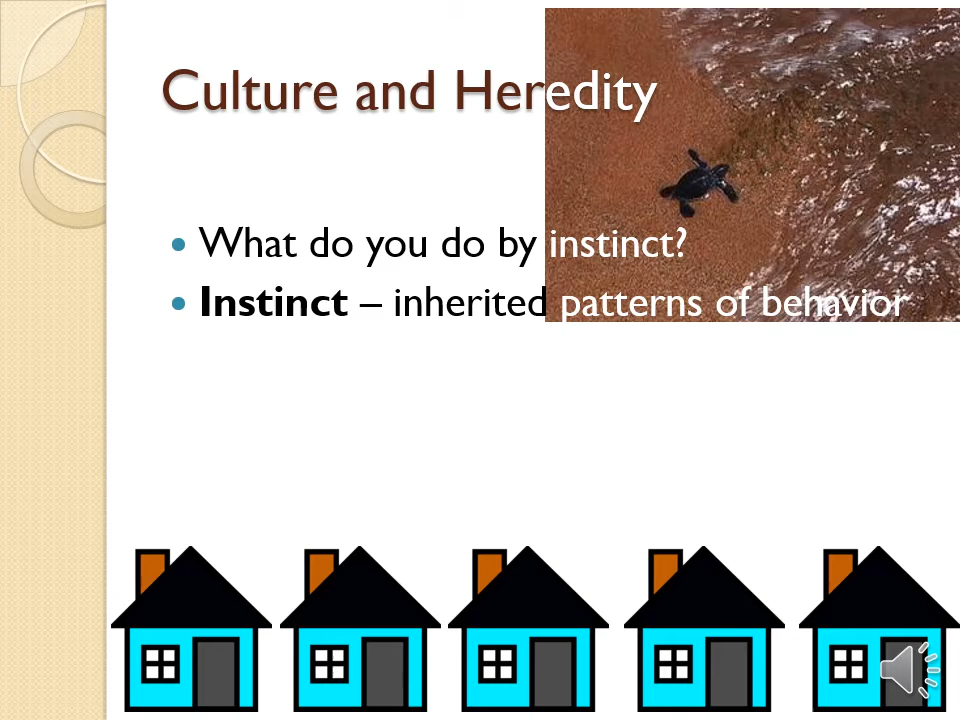 Culture and Heredity
• What do you do by instinct?
• Instinct – inherited patterns of behavior